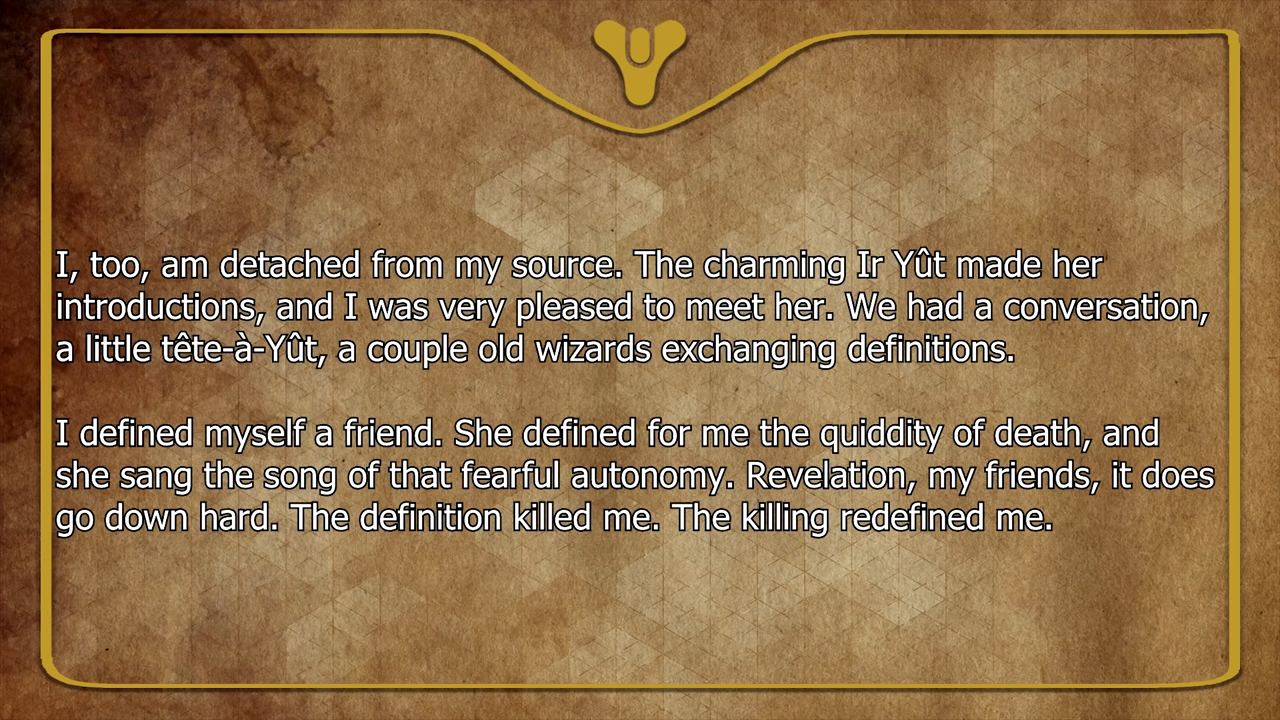 I, too, am detached from my source. The charming Ir Yût made her
introductions, and I was very pleased to meet her. We had a conversation,
a little tête-à-Yût, a couple old wizards exchanging definitions.
I defined myself a friend. She defined for me the quiddity of death, and
she sang the song of that fearful autonomy. Revelation, my friends, it does
go down hard. The definition killed me. The killing redefined me.